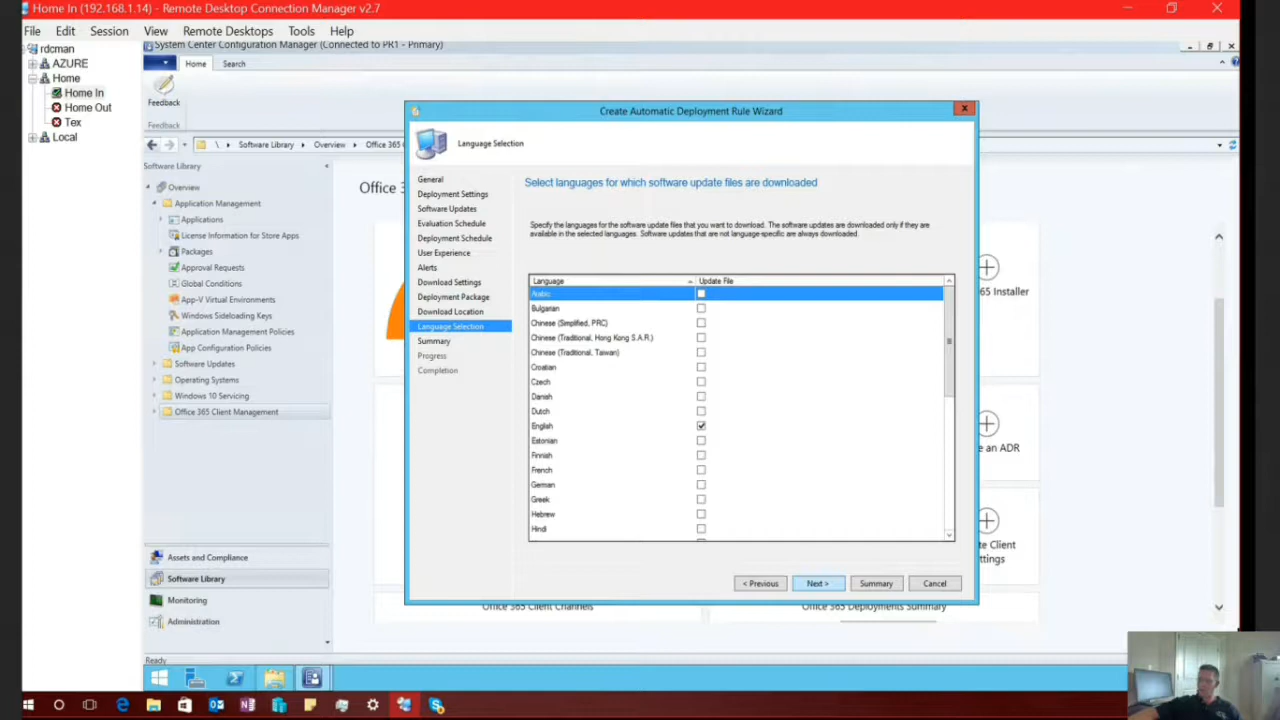 Home In (192.168.1.14) - Remote Desktop Connection Manager v2.7
File Edit Session View Remote Desktops Tools Help
rdcman
AZURE
Home
Home In
Home Out
Tex
Local
System Center Configuration Manager (Connected to PR1 - Primary)
Home Search
Feedback
Feedback
\ Software Library Overview Office 365
Software Library
Overview
Application Management
Applications
License Information for Store Apps
Packages
Approval Requests
Global Conditions
App-V Virtual Environments
Windows Sideloading Keys
Application Management Policies
App Configuration Policies
Software Updates
Operating Systems
Windows 10 Servicing
Office 365 Client Management
Assets and Compliance
Software Library
Monitoring
Administration
Ready
Office 3
65 Installer
e an ADR
te Client
ttings
Office 365 Client Channels
Office 365 Deployments Summary
Create Automatic Deployment Rule Wizard
Language Selection
General
Deployment Settings
Software Updates
Evaluation Schedule
Deployment Schedule
User Experience
Alerts
Download Settings
Deployment Package
Download Location
Language Selection
Summary
Progress
Completion
Select languages for which software update files are downloaded
Specify the languages for the software update files that you want to download. The software updates are downloaded only if they are
available in the selected languages. Software updates that are not language-specific are always downloaded.
Language Update File
Arabic
Bulgarian
Chinese (Simplified, PRC)
Chinese (Traditional, Hong Kong S.A.R.)
Chinese (Traditional, Taiwan)
Croatian
Czech
Danish
Dutch
English
Estonian
Finnish
French
German
Greek
Hebrew
Hindi
< Previous Next > Summary Cancel